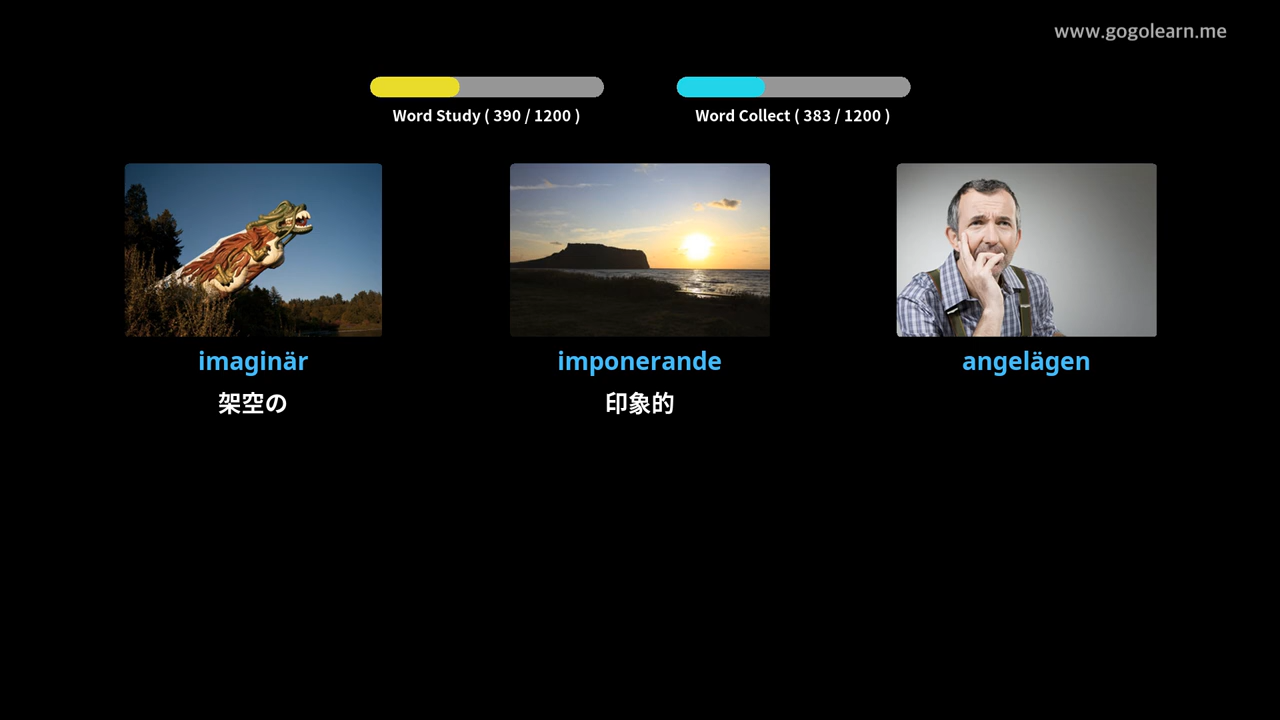 www.gogolearn.me
Word Study ( 390 / 1200 )
Word Collect ( 383 / 1200 )
imaginär
imponerande
angelägen
架空の
印象的